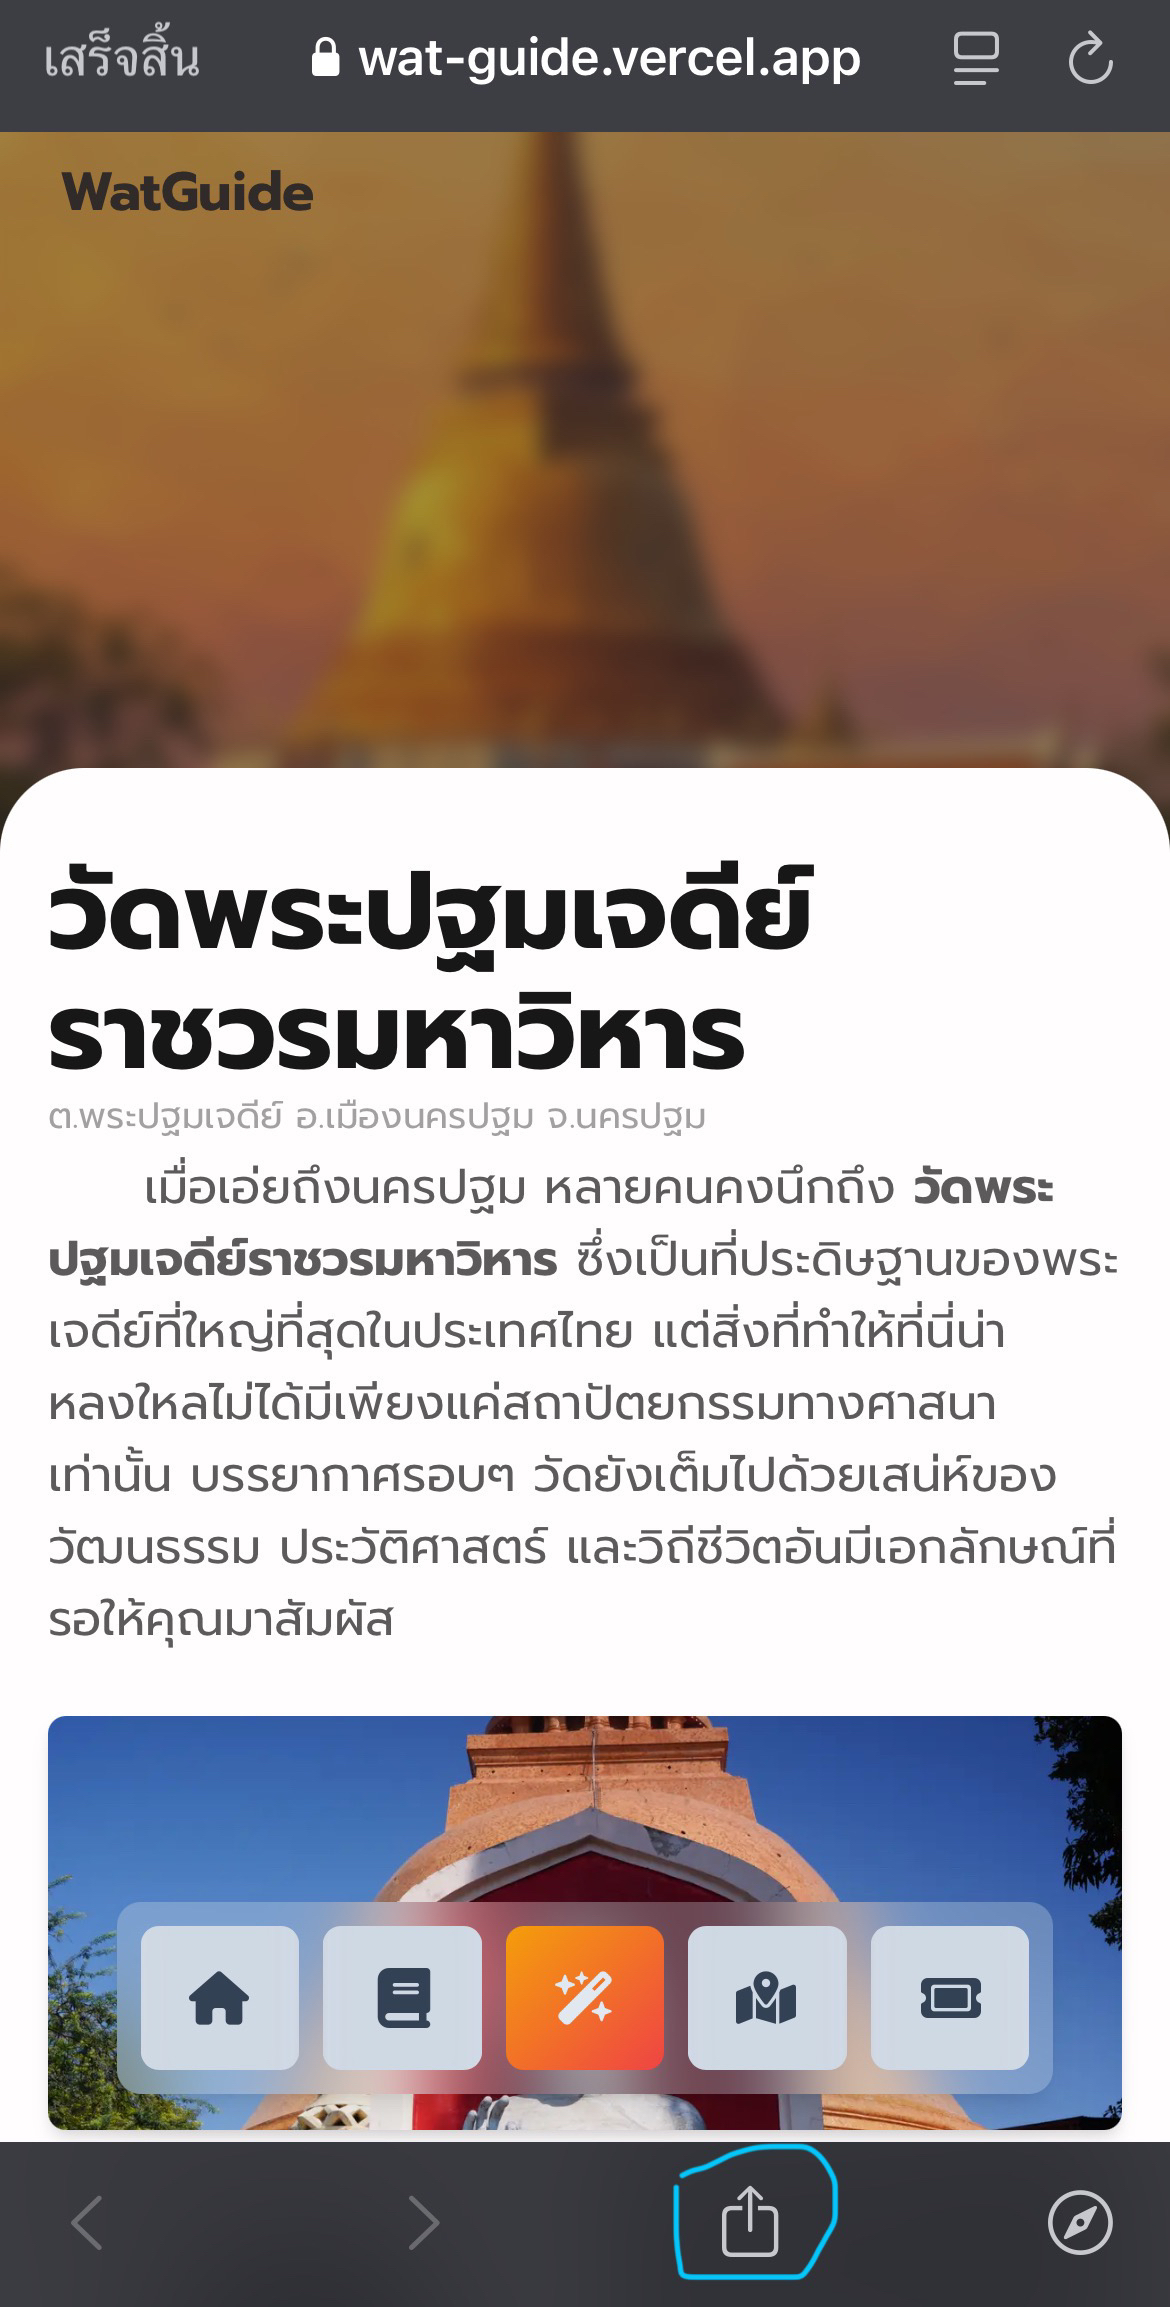 เสร็จสิ้น
wat-guide.vercel.app
WatGuide
วัดพระปฐมเจดีย์
ราชวรมหาวิหาร
ต.พระปฐมเจดีย์ อ.เมืองนครปฐม จ.นครปฐม
เมื่อเอ่ยถึงนครปฐม หลายคนคงนึกถึง วัดพระ
ปฐมเจดีย์ราชวรมหาวิหาร ซึ่งเป็นที่ประดิษฐานของพระ
เจดีย์ที่ใหญ่ที่สุดในประเทศไทย แต่สิ่งที่ทำให้ที่นี่น่า
หลงใหลไม่ได้มีเพียงแค่สถาปัตยกรรมทางศาสนา
เท่านั้น บรรยากาศรอบๆ วัดยังเต็มไปด้วยเสน่ห์ของ
วัฒนธรรม ประวัติศาสตร์ และวิถีชีวิตอันมีเอกลักษณ์ที่
รอให้คุณมาสัมผัส